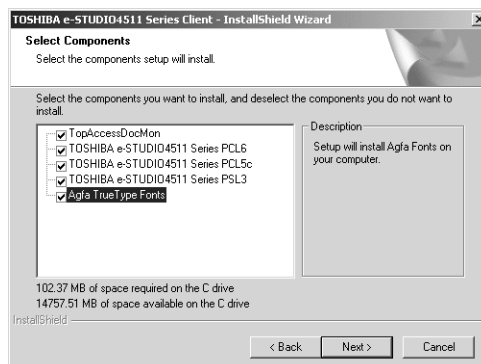 TOSHIBA e-STUDIO4511 Series Client - InstallShield Wizard
Select Components
Select the components setup will install.
Select the components you want to install, and deselect the components you do not want to
install.
TopAccessDocMon
TOSHIBA e-STUDIO4511 Series PCL6
TOSHIBA e-STUDIO4511 Series PCL5c
TOSHIBA e-STUDIO4511 Series PSL3
Agfa TrueType Fonts
Description
Setup will install Agfa Fonts on
your computer.
102.37 MB of space required on the C drive
14757.51 MB of space available on the C drive
InstallShield
< Back
Next >
Cancel